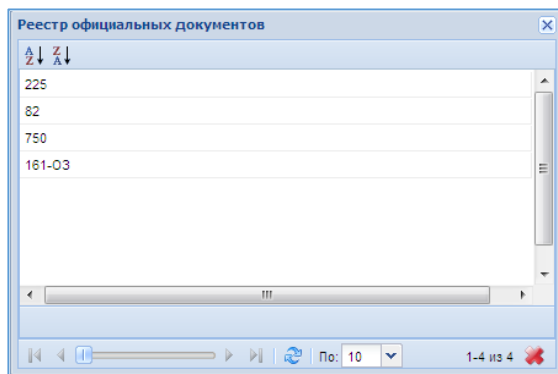 Реестр официальных документов
A Z Z A
225
82
750
161-ОЗ
По: 10 1-4 из 4